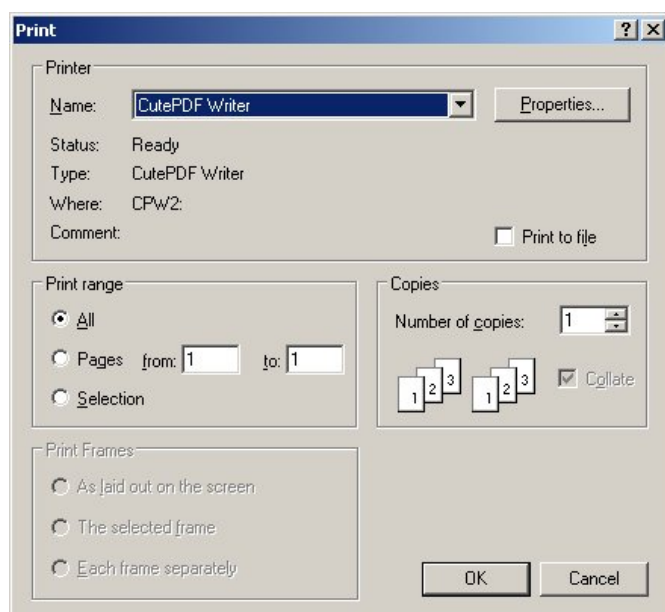 Print
Printer
Name: CutePDF Writer Properties...
Status: Ready
Type: CutePDF Writer
Where: CPW2:
Comment: Print to file
Print range
All
Pages from: 1 to: 1
Selection
Copies
Number of copies: 1
1 2 3 1 2 3 Collate
Print Frames
As laid out on the screen
The selected frame
Each frame separately
OK Cancel